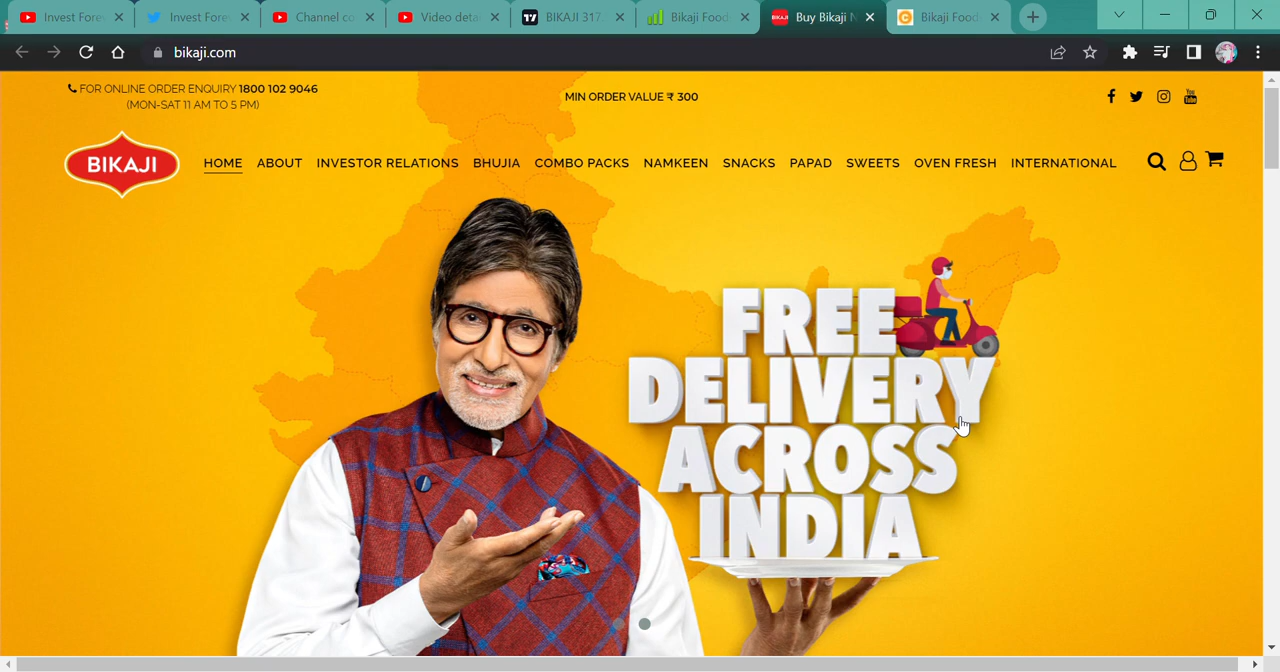 Invest Fores
Invest Fores
Channel co
Video deta
BIKAJI 317.
Bikaji Food
Buy Bikaji N
Bikaji Food
bikaji.com
FOR ONLINE ORDER ENQUIRY 1800 102 9046
(MON-SAT 11 AM TO 5 PM)
MIN ORDER VALUE ₹ 300
BIKAJI
HOME ABOUT INVESTOR RELATIONS BHUJIA COMBO PACKS NAMKEEN SNACKS PAPAD SWEETS OVEN FRESH INTERNATIONAL
FREE
DELIVERY
ACROSS
INDIA